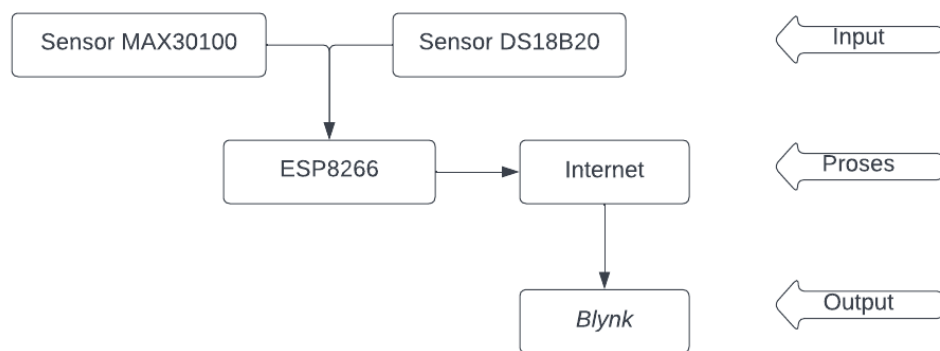 Sensor MAX30100
Sensor DS18B20
Input
ESP8266
Internet
Proses
Blynk
Output